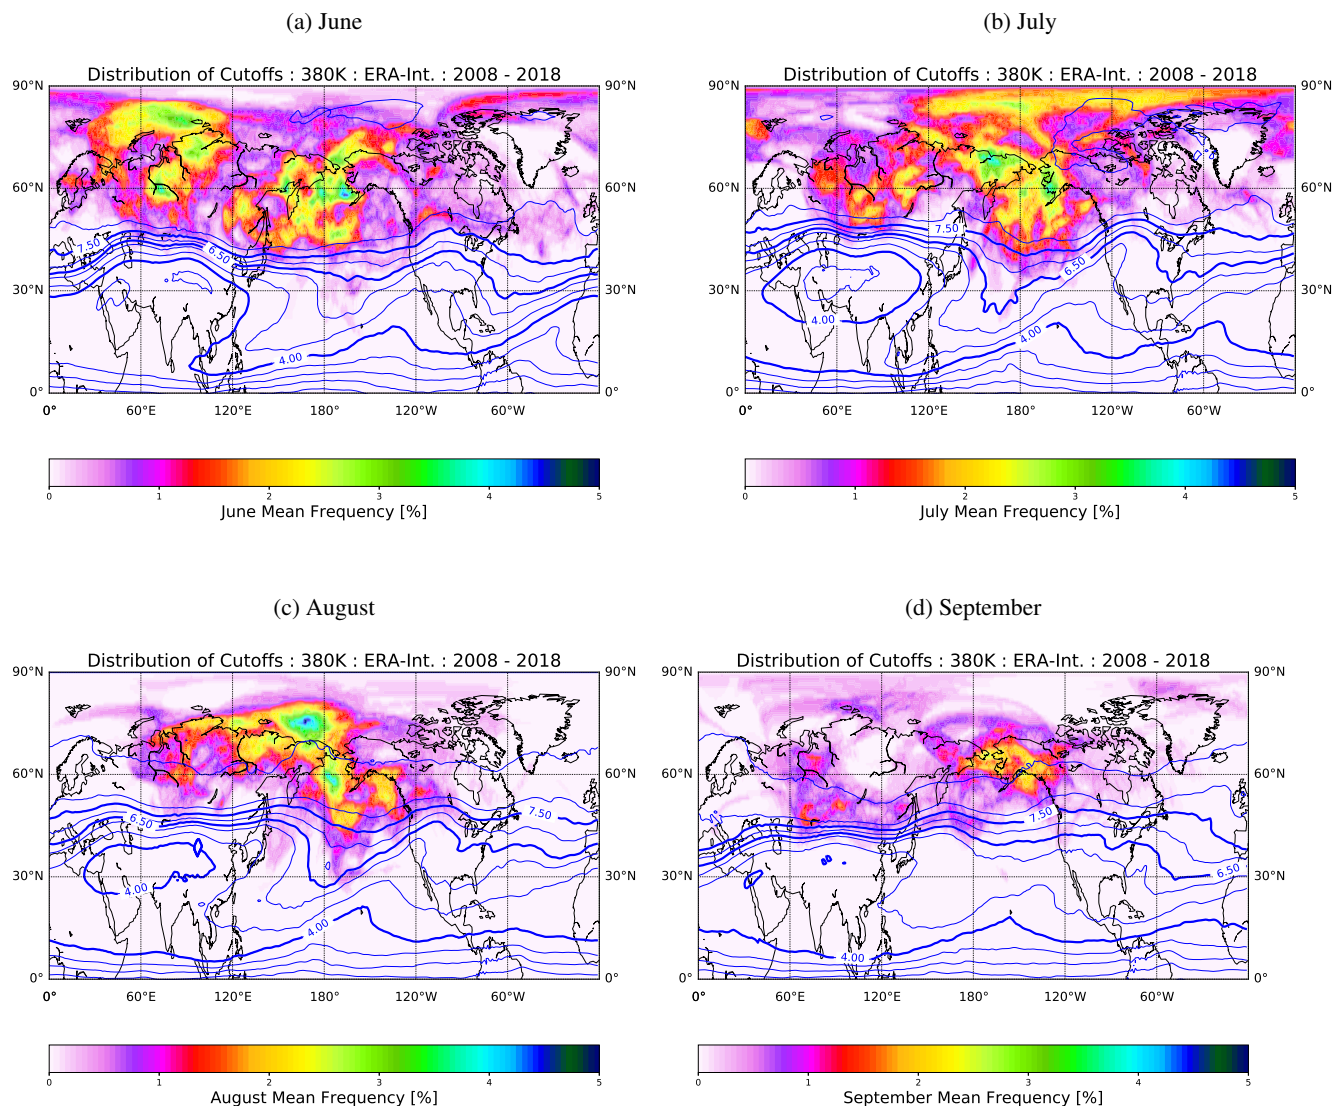 (a) June
(b) July
Distribution of Cutoffs : 380K : ERA-Int. : 2008 - 2018
Distribution of Cutoffs : 380K : ERA-Int. : 2008 - 2018
90°N 90°N 90°N 90°N
60°N 60°N 60°N 60°N
30°N 30°N 30°N 30°N
0° 0° 0° 0°
7.50 6.50 4.00
7.50 6.50 4.00 4.00
0° 60°E 120°E 180° 120°W 60°W
0° 60°E 120°E 180° 120°W 60°W
0 1 2 3 4 5
0 1 2 3 4 5
June Mean Frequency [%]
July Mean Frequency [%]
(c) August
(d) September
Distribution of Cutoffs : 380K : ERA-Int. : 2008 - 2018
Distribution of Cutoffs : 380K : ERA-Int. : 2008 - 2018
90°N 90°N 90°N 90°N
60°N 60°N 60°N 60°N
30°N 30°N 30°N 30°N
0° 0° 0° 0°
6.50 7.50 4.00 4.00
7.50 6.50 4.00
0° 60°E 120°E 180° 120°W 60°W
0° 60°E 120°E 180° 120°W 60°W
0 1 2 3 4 5
0 1 2 3 4 5
August Mean Frequency [%]
September Mean Frequency [%]